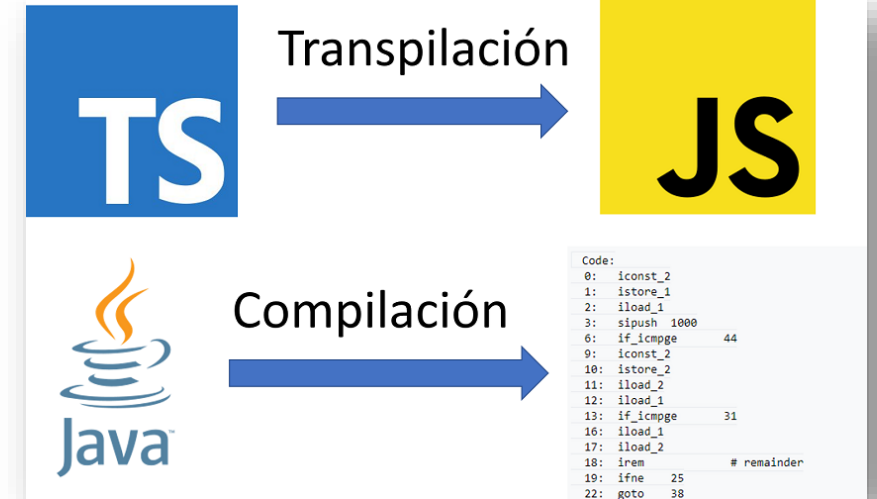 Transpilación
TS
JS
Compilación
Java™
Code:
0: iconst_2
1: istore_1
2: iload_1
3: sipush 1000
6: if_icmpge 44
9: iconst_2
10: istore_2
11: iload_2
12: iload_1
13: if_icmpge 31
16: iload_1
17: iload_2
18: irem # remainder
19: ifne 25
22: goto 38